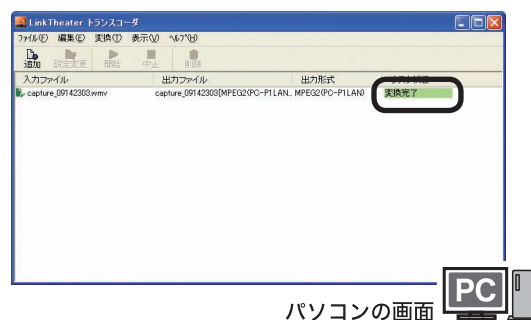 LinkTheater トランスコーダ
ファイル(F) 編集(E) 変換(T) 表示(V) ヘルプ(H)
追加 設定変更 開始 中止 削除
入力ファイル 出力ファイル 出力形式
capture_09142303.wmv capture_09142303[MPEG2(PC-P1LAN... MPEG2(PC-P1LAN) 変換完了
パソコンの画面 PC